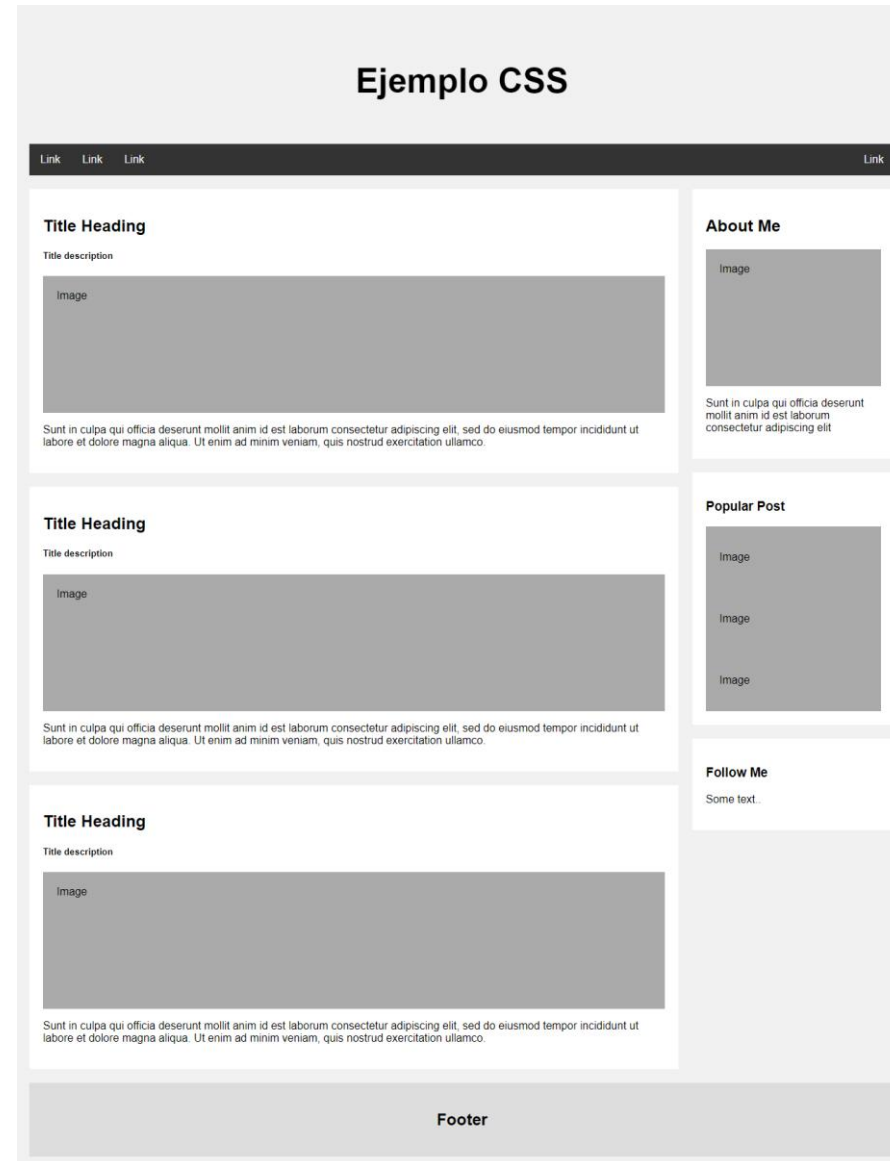 Ejemplo CSS
Link Link Link Link
Title Heading
Title description
Image
Sunt in culpa qui officia deserunt mollit anim id est laborum consectetur adipiscing elit, sed do eiusmod tempor incididunt ut
labore et dolore magna aliqua. Ut enim ad minim veniam, quis nostrud exercitation ullamco.
Title Heading
Title description
Image
Sunt in culpa qui officia deserunt mollit anim id est laborum consectetur adipiscing elit, sed do eiusmod tempor incididunt ut
labore et dolore magna aliqua. Ut enim ad minim veniam, quis nostrud exercitation ullamco.
Title Heading
Title description
Image
Sunt in culpa qui officia deserunt mollit anim id est laborum consectetur adipiscing elit, sed do eiusmod tempor incididunt ut
labore et dolore magna aliqua. Ut enim ad minim veniam, quis nostrud exercitation ullamco.
About Me
Image
Sunt in culpa qui officia deserunt
mollit anim id est laborum
consectetur adipiscing elit
Popular Post
Image
Image
Image
Follow Me
Some text..
Footer